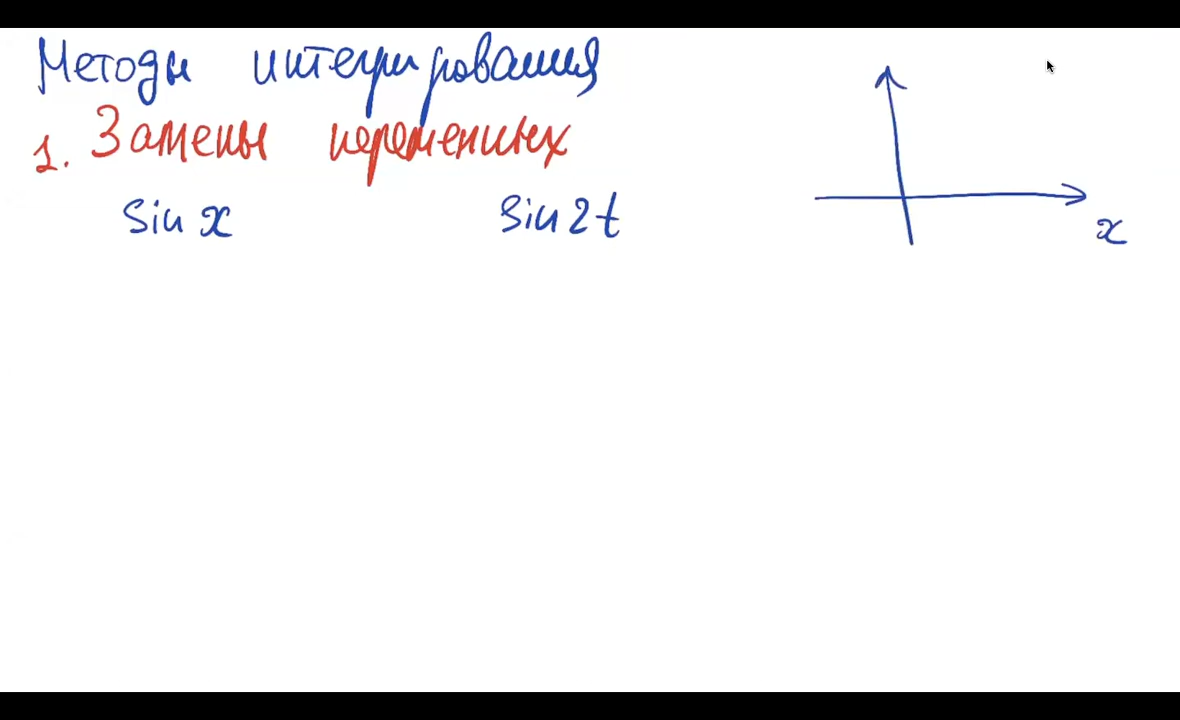 Методы интегрирования
1. Замены переменных
sin x sin 2t
x